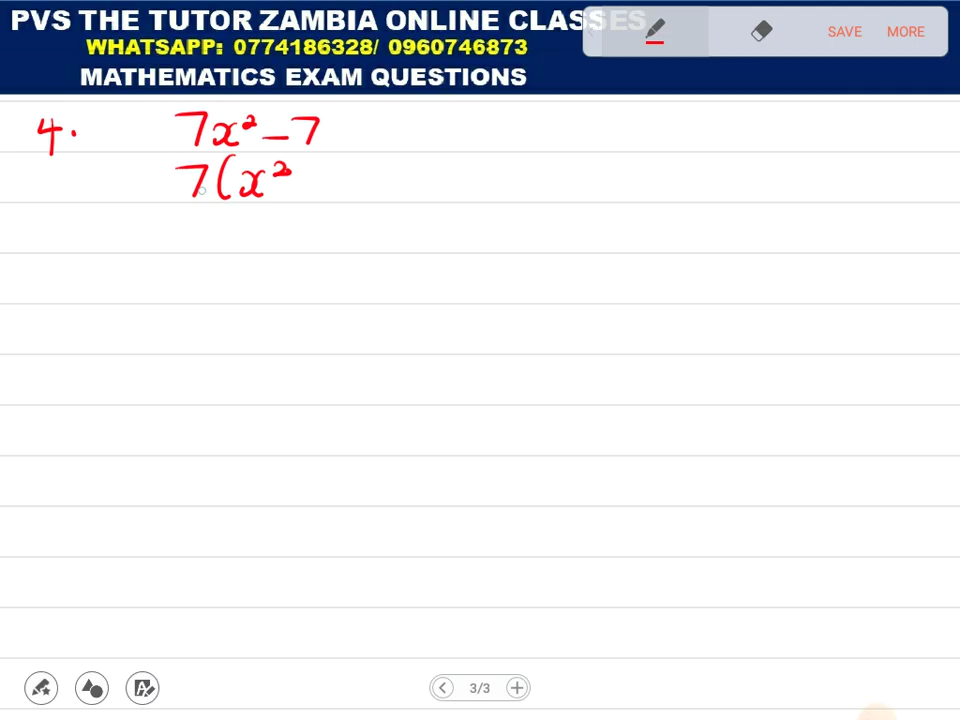 PVS THE TUTOR ZAMBIA ONLINE CLASSES.
WHATSAPP: 0774186328/ 0960746873
MATHEMATICS EXAM QUESTIONS
SAVE MORE
4. 7x² – 7
7(x²
3/3